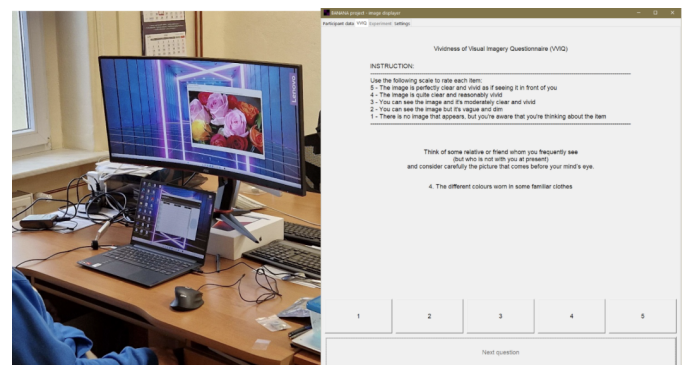 Lenovo
project - image displayer
Participant data VVIQ Experiment Settings
Vividness of Visual Imagery Questionnaire (VVIQ)
INSTRUCTION:
Use the following scale to rate each item:
5 - The image is perfectly clear and vivid as if seeing it in front of you
4 - The image is quite clear and reasonably vivid
3 - You can see the image and it's moderately clear and vivid
2 - You can see the image but it's vague and dim
1 - There is no image that appears, but you're aware that you're thinking about the item
Think of some relative or friend whom you frequently see
(but who is not with you at present)
and consider carefully the picture that comes before your mind's eye.
4. The different colours worn in some familiar clothes
1 2 3 4 5
Next question